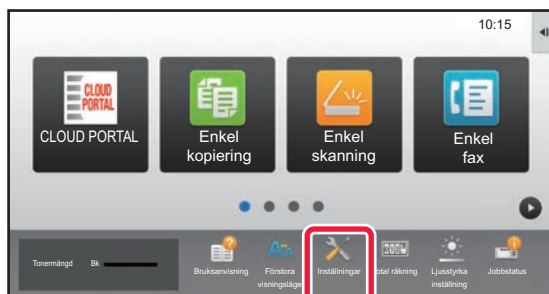 10:15
CLOUD
PORTAL
CLOUD PORTAL
Enkel
kopiering
Enkel
skanning
Enkel
fax
Tonermängd Bk
Bruksanvisning
Förstora
visningsläge
Inställningar
otal räkning
Ljusstyrka
inställning
Jobbstatus